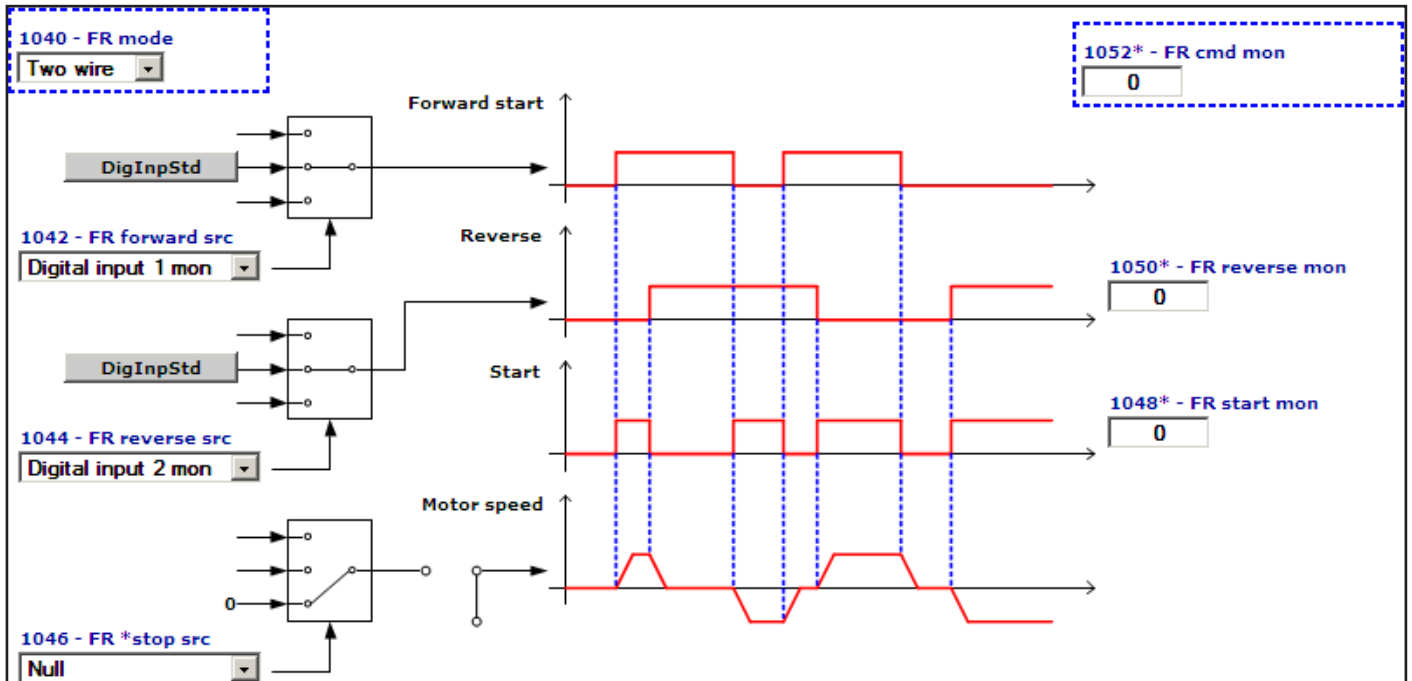 1040 - FR mode
Two wire
1052* - FR cmd mon
0
Forward start
DigInpStd
1042 - FR forward src
Digital input 1 mon
Reverse
1050* - FR reverse mon
0
DigInpStd
Start
1048* - FR start mon
0
1044 - FR reverse src
Digital input 2 mon
Motor speed
0
1046 - FR *stop src
Null